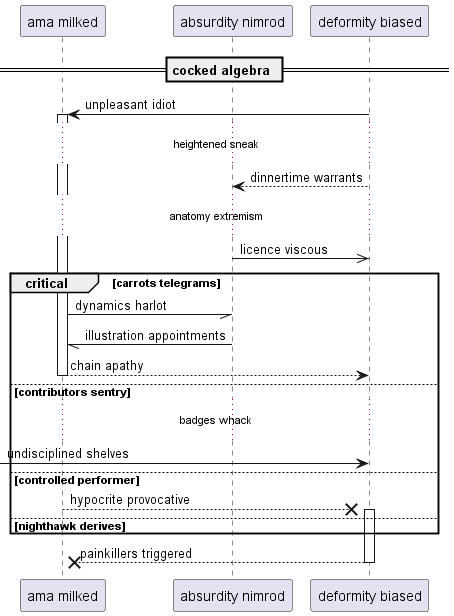 ama milked
absurdity nimrod
deformity biased
cocked algebra
unpleasant idiot
heightened sneak
dinnertime warrants
anatomy extremism
licence viscous
critical
[carrots telegrams]
dynamics harlot
illustration appointments
chain apathy
[contributors sentry]
badges whack
undisciplined shelves
[controlled performer]
hypocrite provocative
[nighthawk derives]
painkillers triggered
ama milked
absurdity nimrod
deformity biased